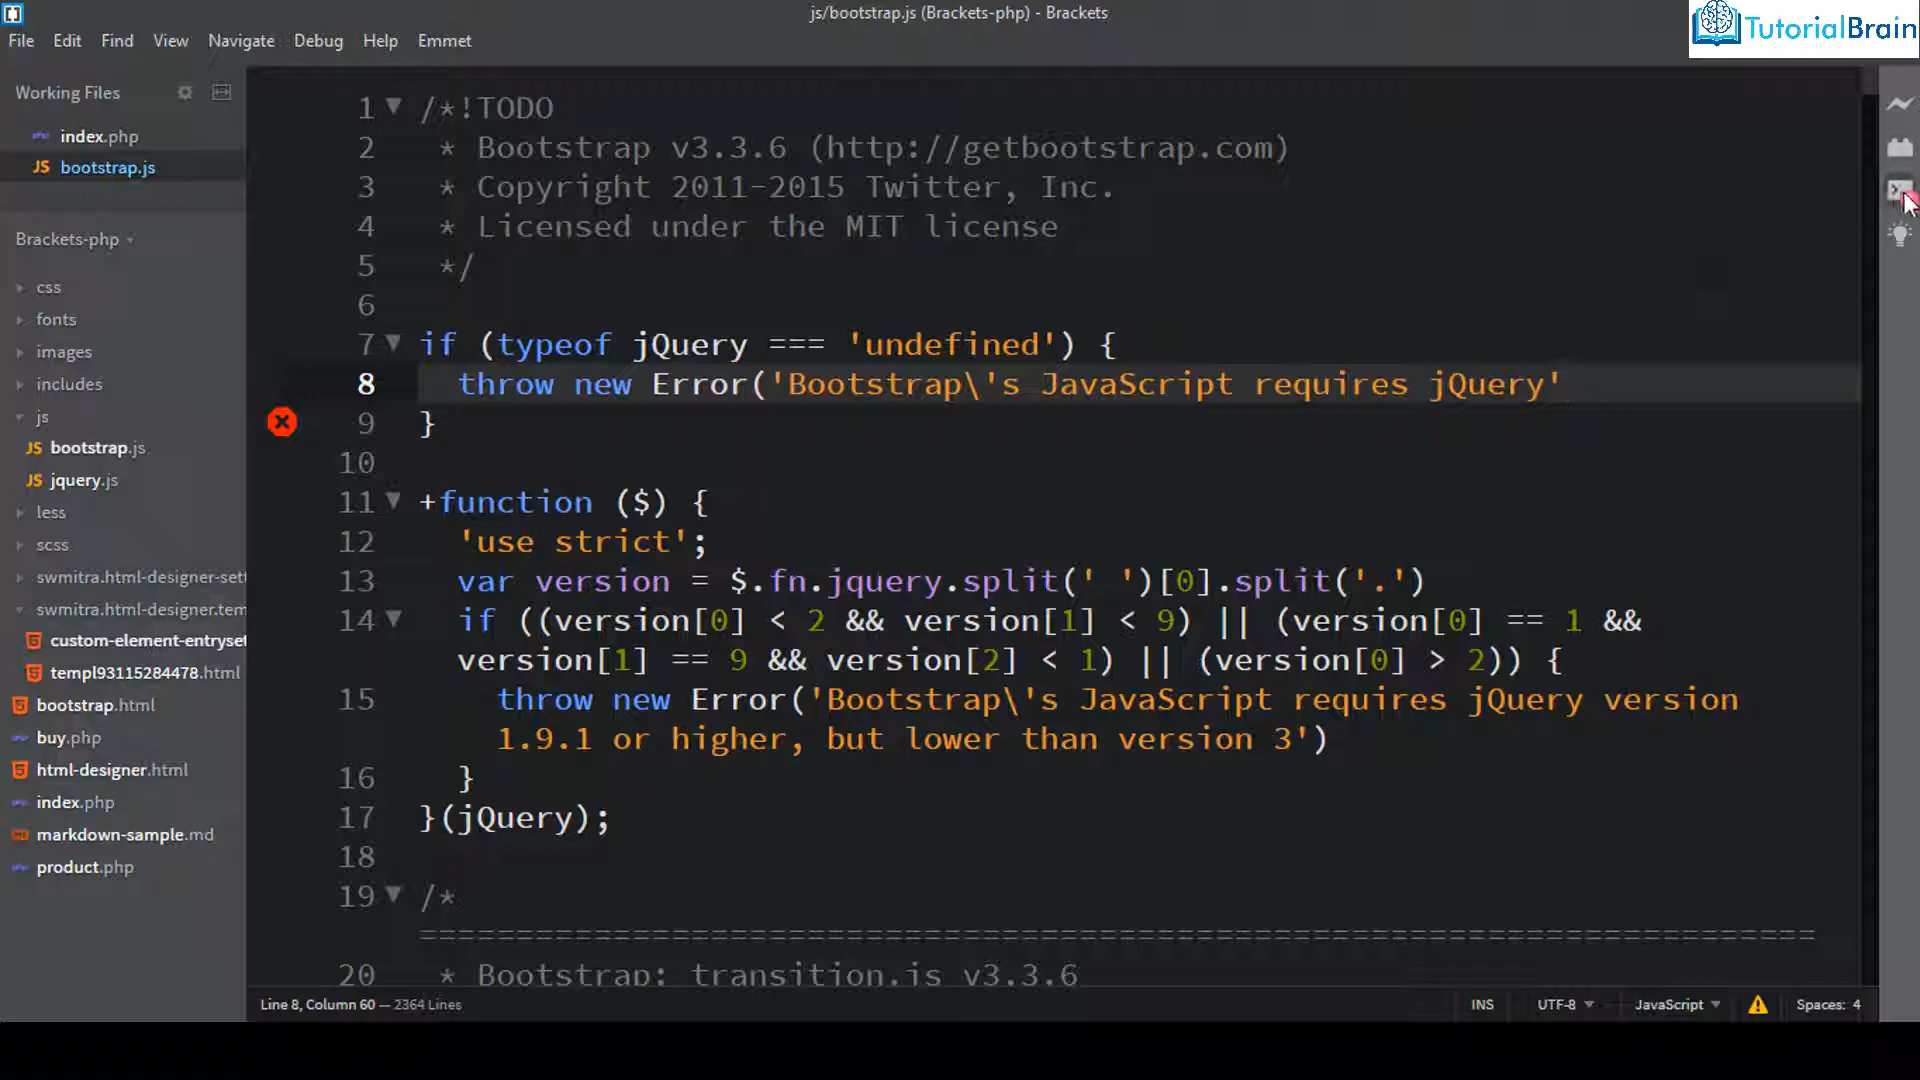 js/bootstrap.js (Brackets-php) - Brackets
TutorialBrain
File Edit Find View Navigate Debug Help Emmet
Working Files
index.php
JS bootstrap.js
Brackets-php
css
fonts
images
includes
js
JS bootstrap.js
JS jquery.js
less
scss
swmitra.html-designer-sett
swmitra.html-designer.tem
custom-element-entryset
templ93115284478.html
bootstrap.html
buy.php
html-designer.html
index.php
markdown-sample.md
product.php
1 /*!TODO
2  * Bootstrap v3.3.6 (http://getbootstrap.com)
3  * Copyright 2011-2015 Twitter, Inc.
4  * Licensed under the MIT license
5  */
6
7 if (typeof jQuery === 'undefined') {
8   throw new Error('Bootstrap\'s JavaScript requires jQuery'
9 }
10
11 +function ($) {
12   'use strict';
13   var version = $.fn.jquery.split(' ')[0].split('.')
14   if ((version[0] < 2 && version[1] < 9) || (version[0] == 1 &&
version[1] == 9 && version[2] < 1) || (version[0] > 2)) {
15     throw new Error('Bootstrap\'s JavaScript requires jQuery version
1.9.1 or higher, but lower than version 3')
16   }
17 }(jQuery);
18
19 /*
========================================================================
20  * Bootstrap: transition.js v3.3.6
Line 8, Column 60 — 2364 Lines
INS UTF-8 JavaScript Spaces: 4